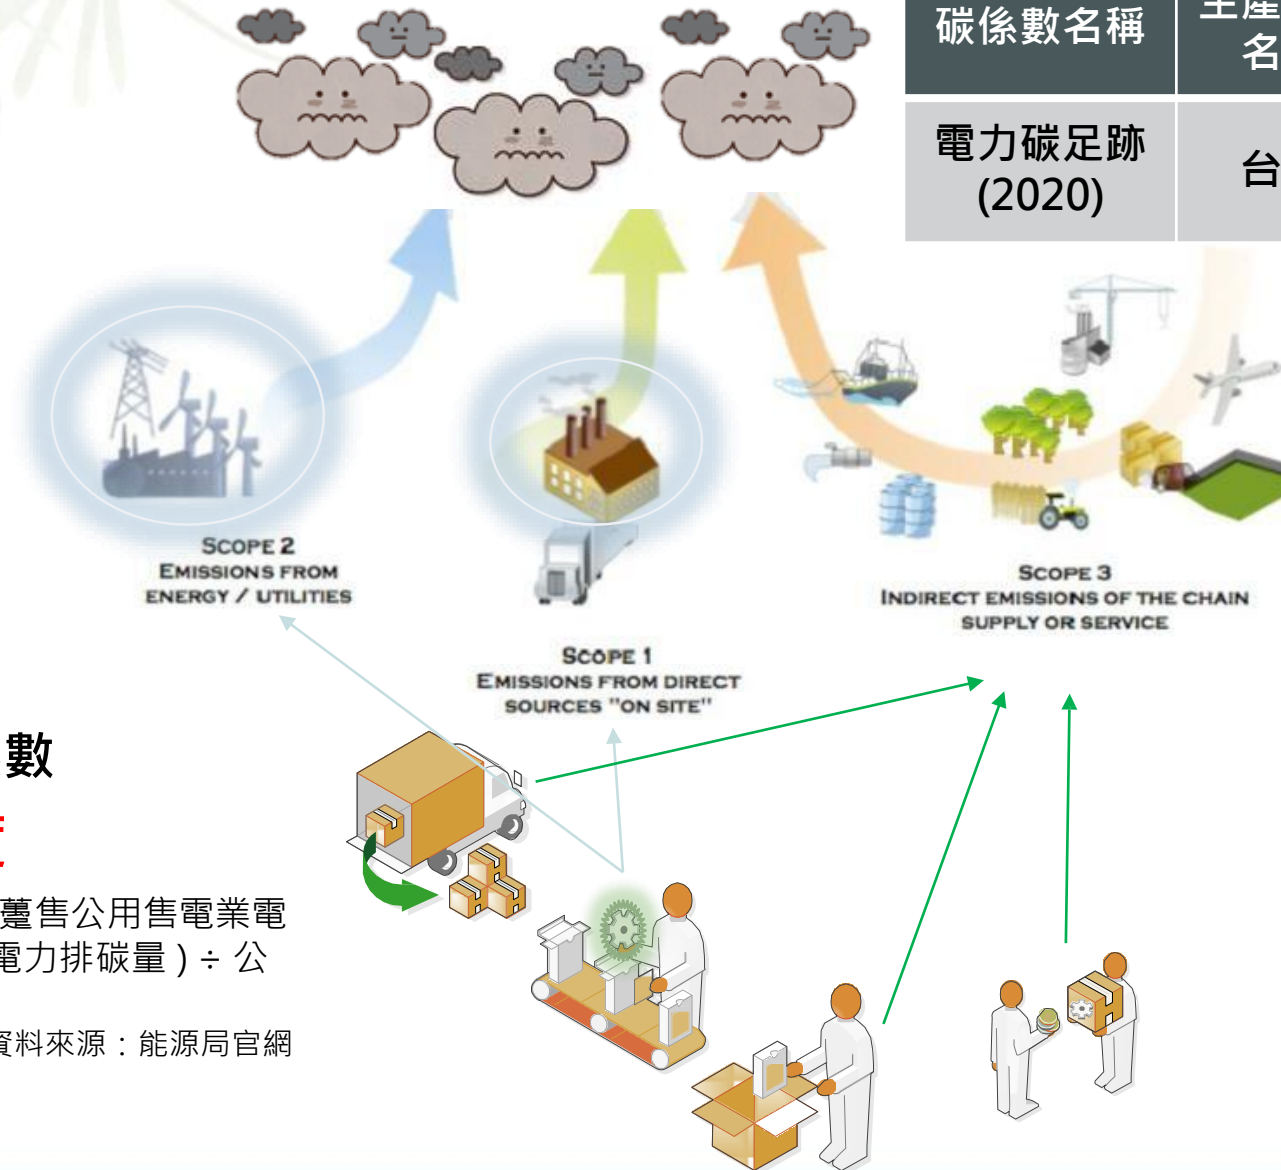 碳係數名稱
名
電力碳足跡
(2020)
台
SCOPE 2
EMISSIONS FROM
ENERGY / UTILITIES
SCOPE 1
EMISSIONS FROM DIRECT
SOURCES "ON SITE"
SCOPE 3
INDIRECT EMISSIONS OF THE CHAIN
SUPPLY OR SERVICE
數
躉售公用售電業電
電力排碳量 ) ÷ 公
資料來源：能源局官網